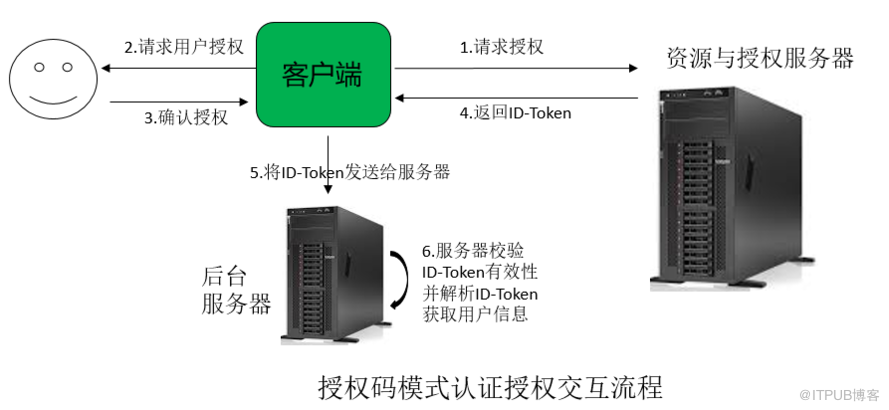 2.请求用户授权
1.请求授权
客户端
资源与授权服务器
3.确认授权
4.返回ID-Token
5.将ID-Token发送给服务器
后台
服务器
6.服务器校验
ID-Token有效性
并解析ID-Token
获取用户信息
授权码模式认证授权交互流程
@ITPUB博客